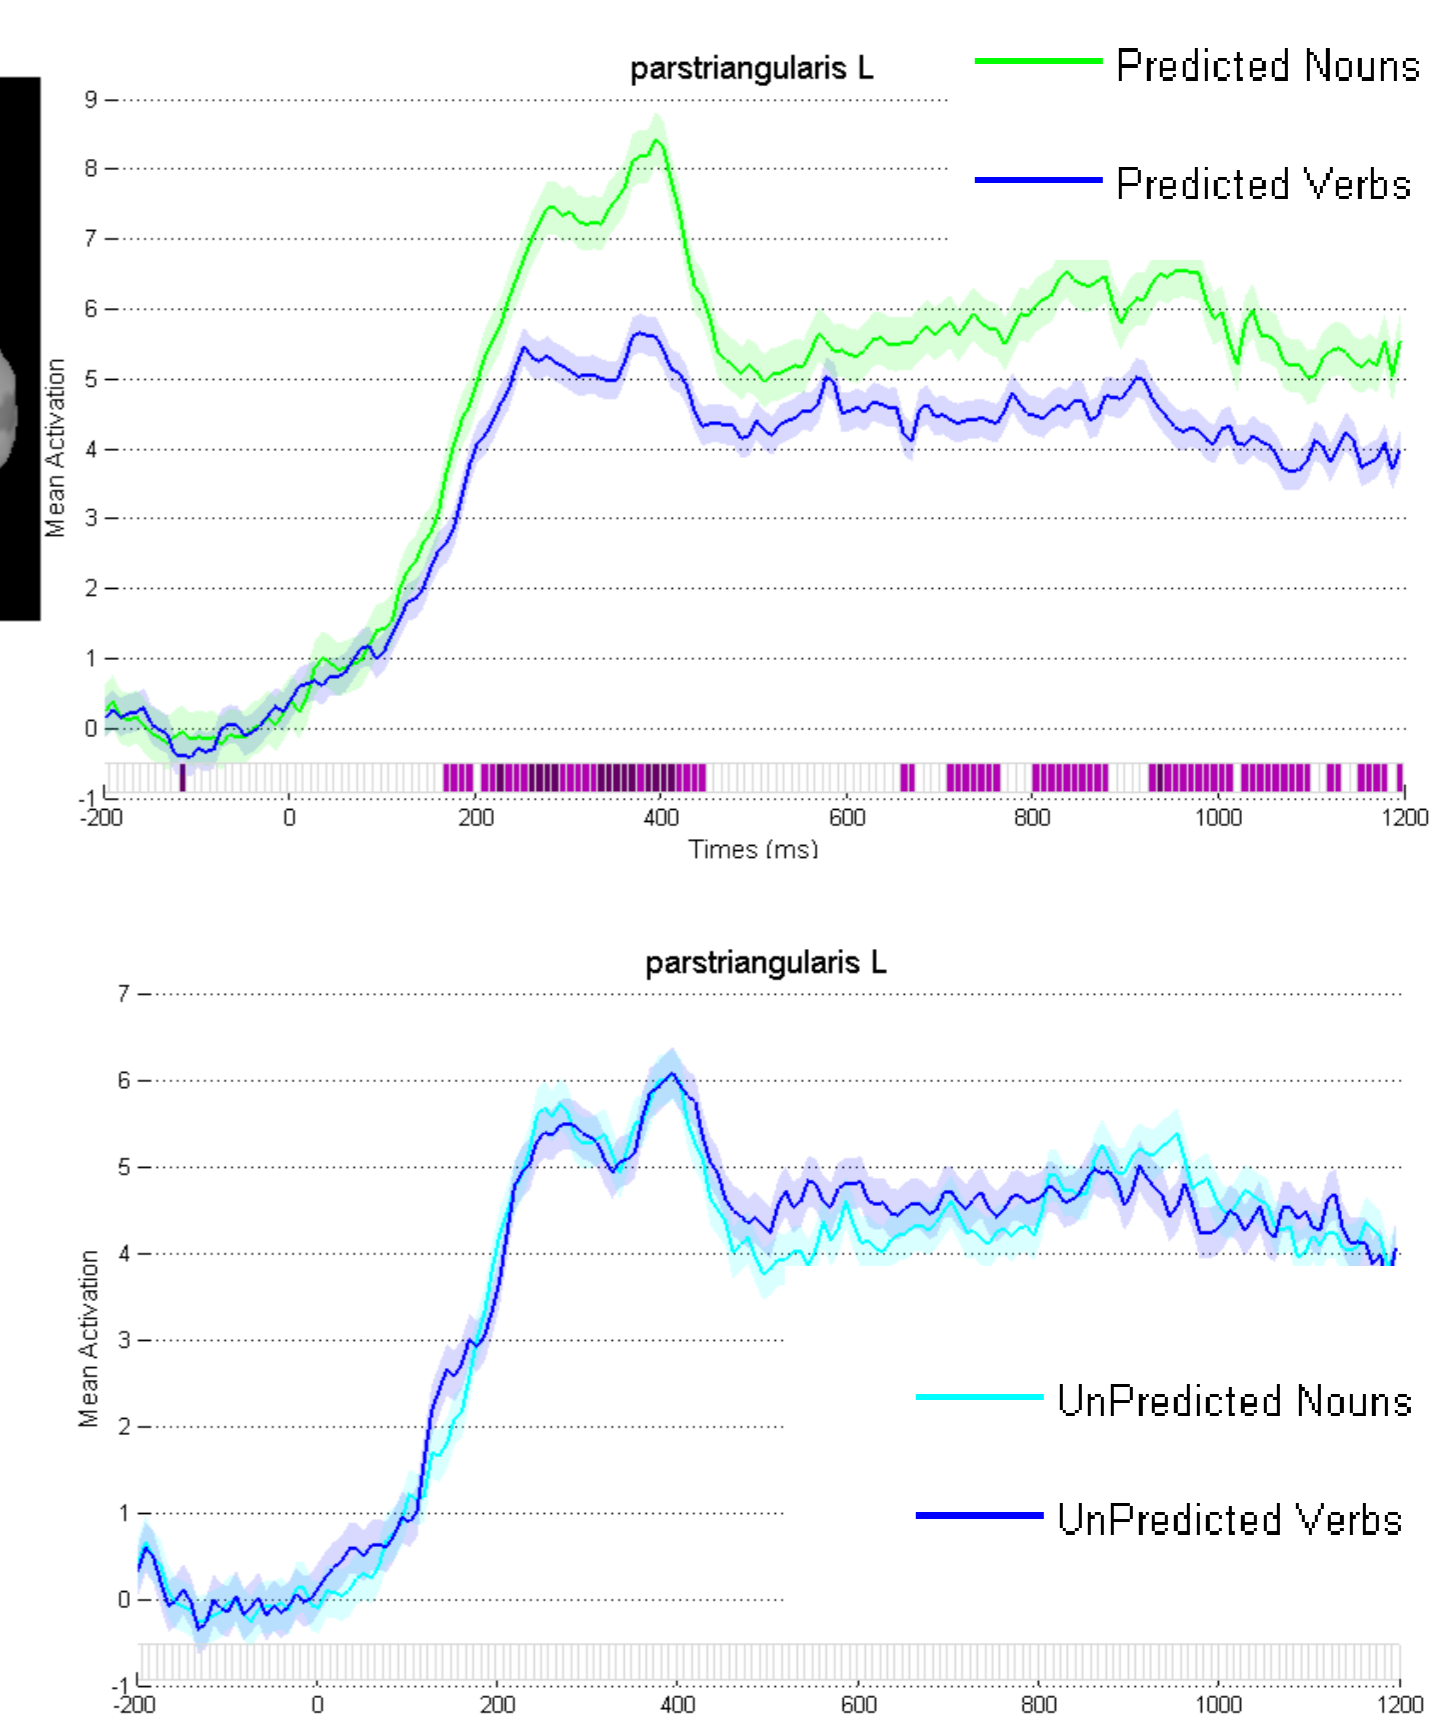 parstriangularis L
Predicted Nouns
Predicted Verbs
9
8
7
6
5
4
3
2
1
0
-1
Mean Activation
-200 0 200 400 600 800 1000 1200
Times (ms)
parstriangularis L
7
6
5
4
3
2
1
0
-1
Mean Activation
UnPredicted Nouns
UnPredicted Verbs
-200 0 200 400 600 800 1000 1200